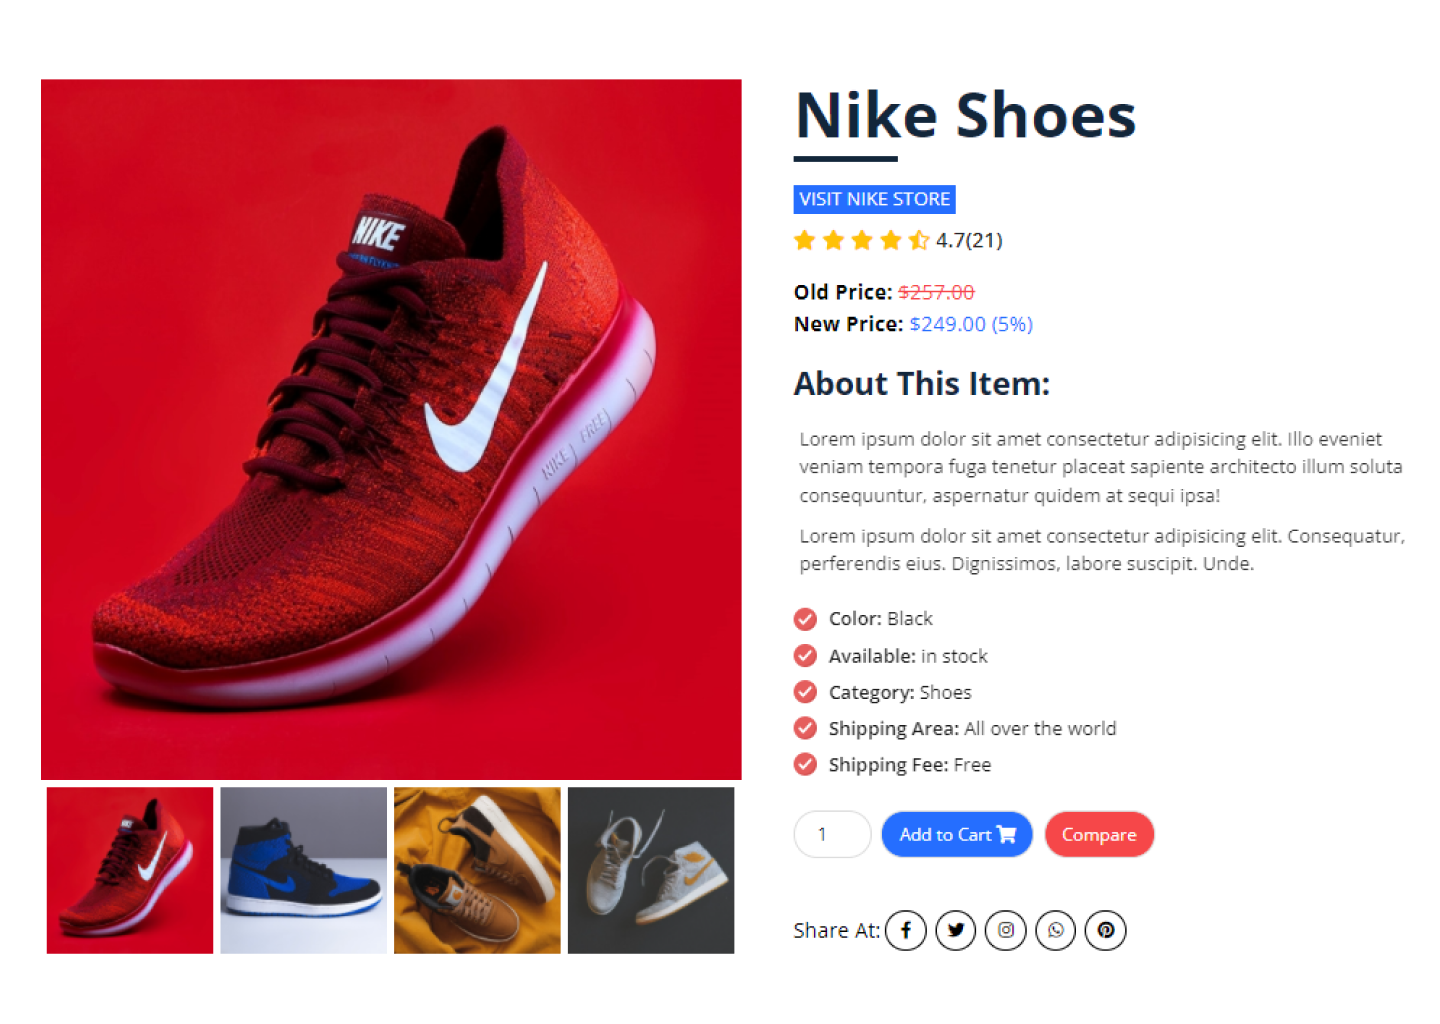 Nike Shoes
VISIT NIKE STORE
4.7(21)
Old Price: $257.00
New Price: $249.00 (5%)
About This Item:
Lorem ipsum dolor sit amet consectetur adipisicing elit. Illo eveniet
veniam tempora fuga tenetur placeat sapiente architecto illum soluta
consequuntur, aspernatur quidem at sequi ipsa!
Lorem ipsum dolor sit amet consectetur adipisicing elit. Consequatur,
perferendis eius. Dignissimos, labore suscipit. Unde.
Color: Black
Available: in stock
Category: Shoes
Shipping Area: All over the world
Shipping Fee: Free
1
Add to Cart
Compare
Share At:
NIKE
NIKE FREE